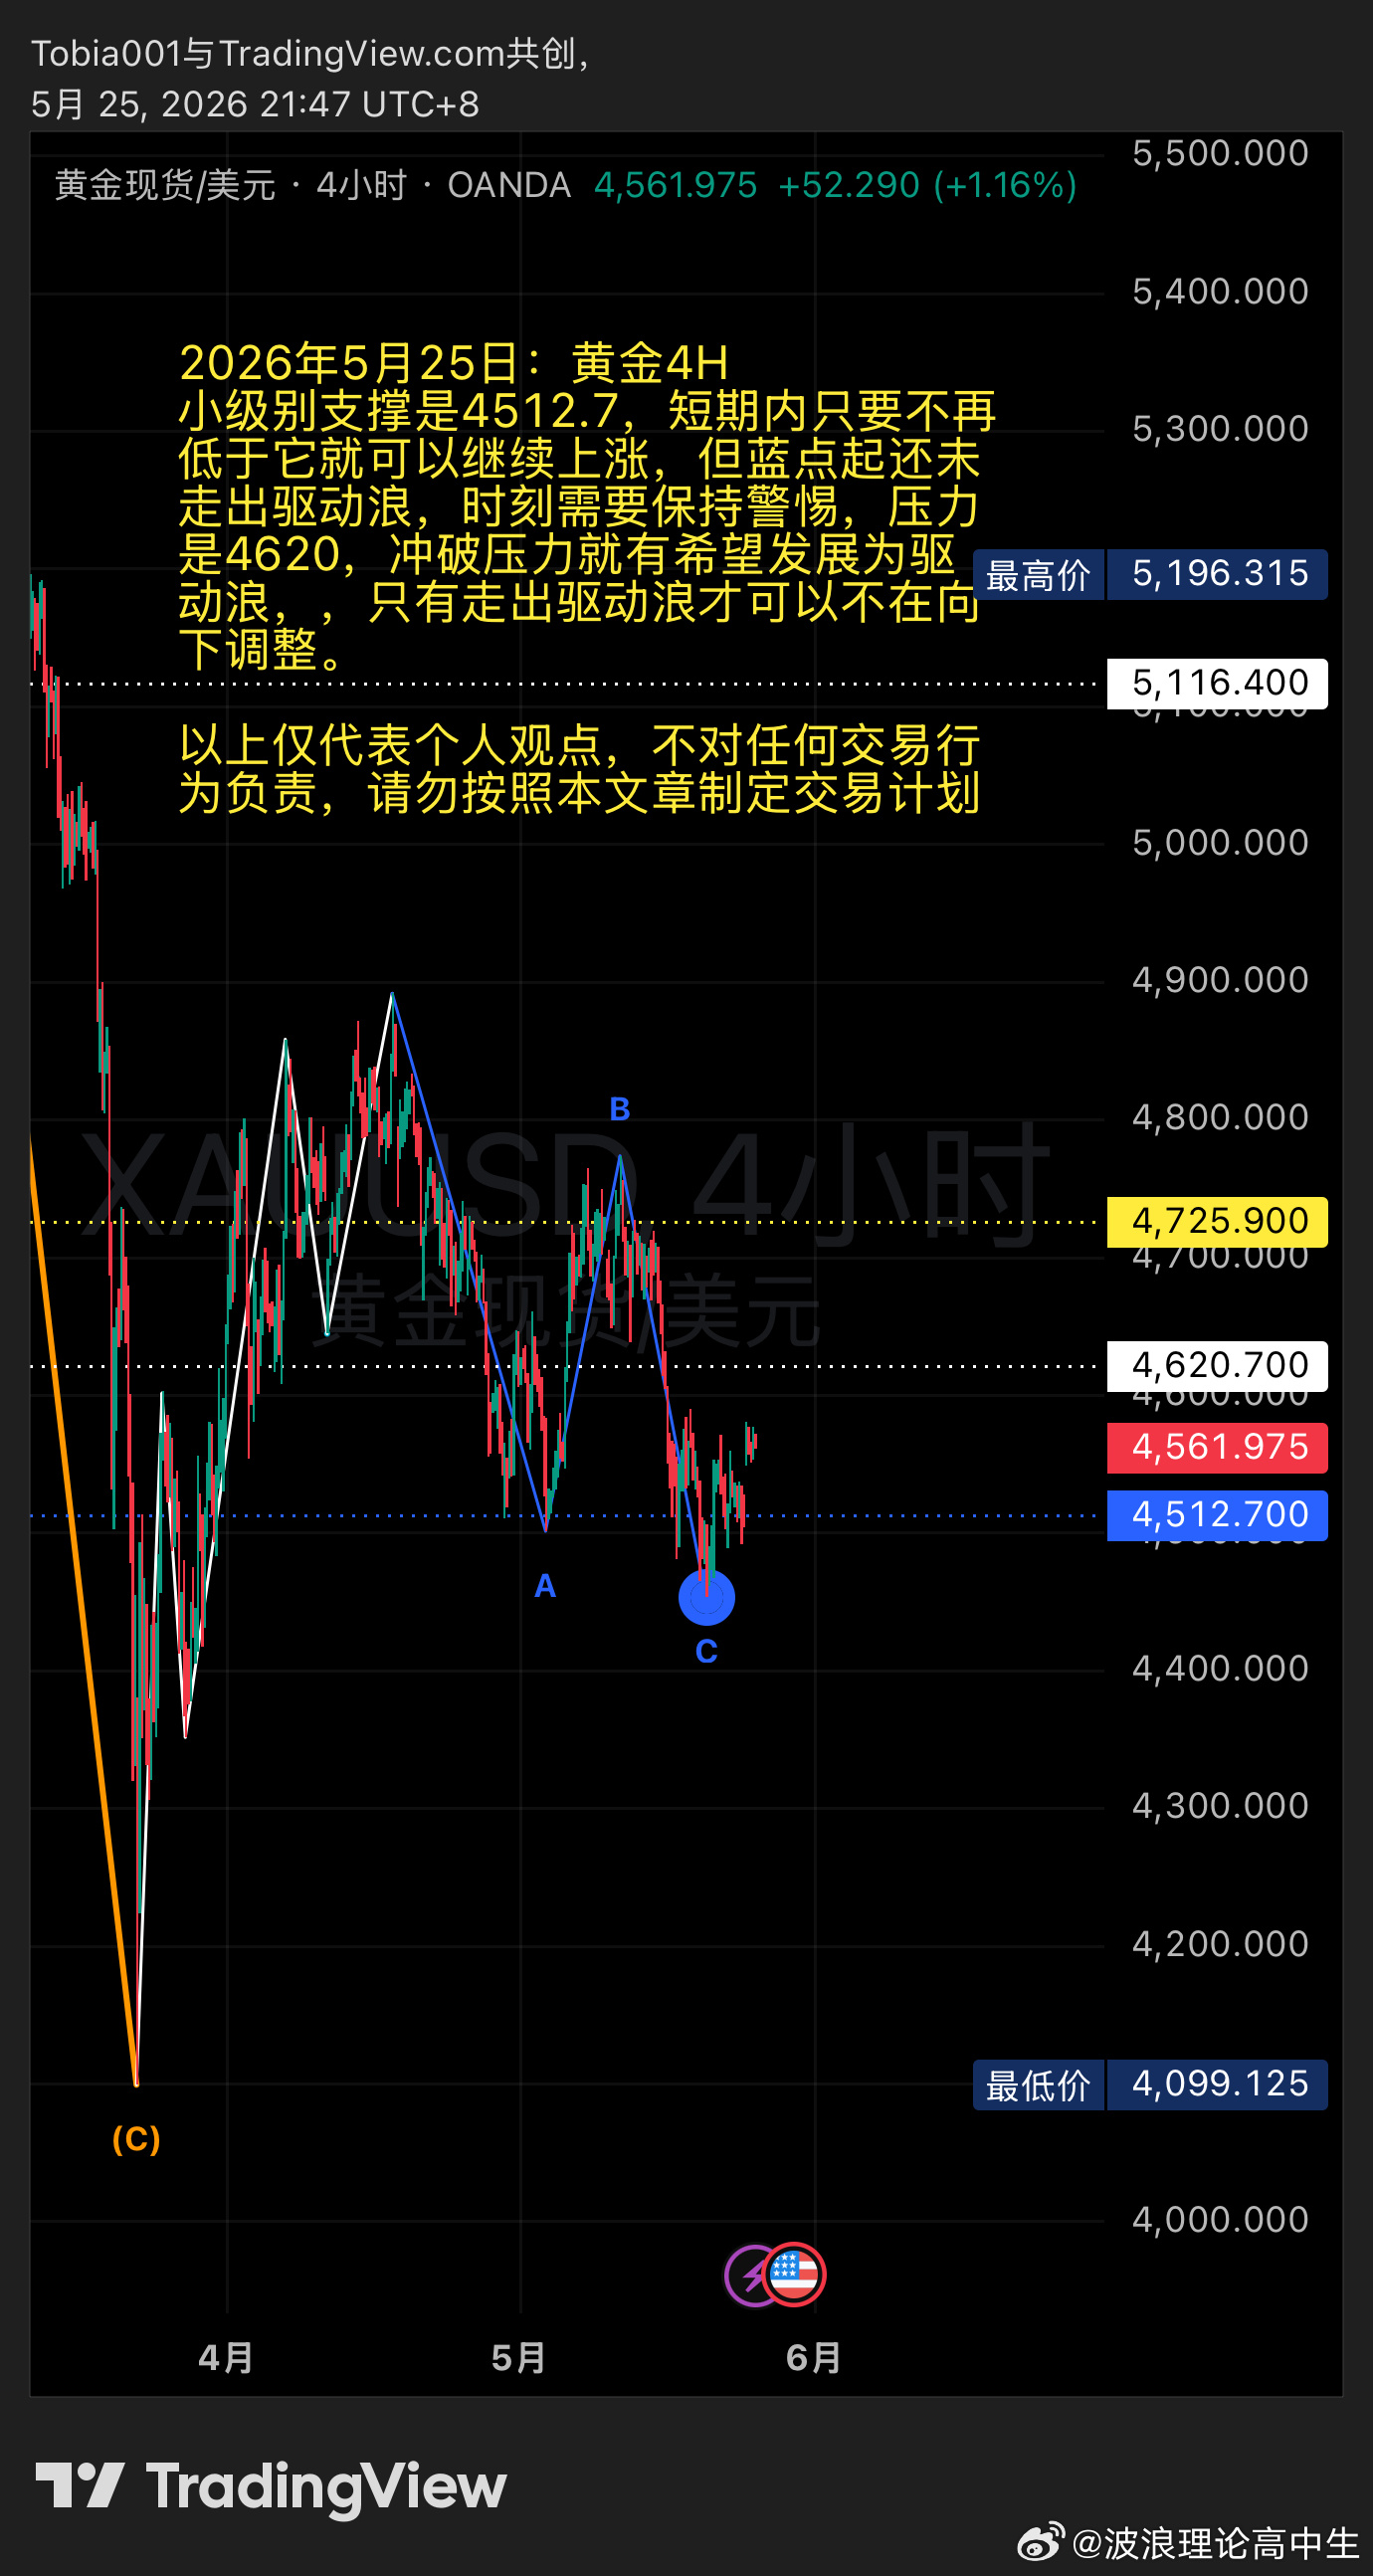 Tobia001与TradingView.com共创,
5月 25, 2026 21:47 UTC+8
黄金现货/美元 · 4小时 · OANDA 4,561.975 +52.290 (+1.16%)
5,500.000
5,400.000
2026年5月25日：黄金4H
小级别支撑是4512.7，短期内只要不再
低于它就可以继续上涨，但蓝点起还未
走出驱动浪，时刻需要保持警惕，压力
是4620，冲破压力就有希望发展为驱
动浪，，只有走出驱动浪才可以不在向
下调整。
5,300.000
最高价 5,196.315
5,116.400
以上仅代表个人观点，不对任何交易行
为负责，请勿按照本文章制定交易计划
5,000.000
4,900.000
4,800.000
B
XAUUSD, 4小时
黄金现货/美元
4,725.900
4,700.000
4,620.700
4,600.000
4,561.975
4,512.700
A
C
4,400.000
4,300.000
4,200.000
最低价 4,099.125
(C)
4,000.000
4月
5月
6月
TradingView
@波浪理论高中生